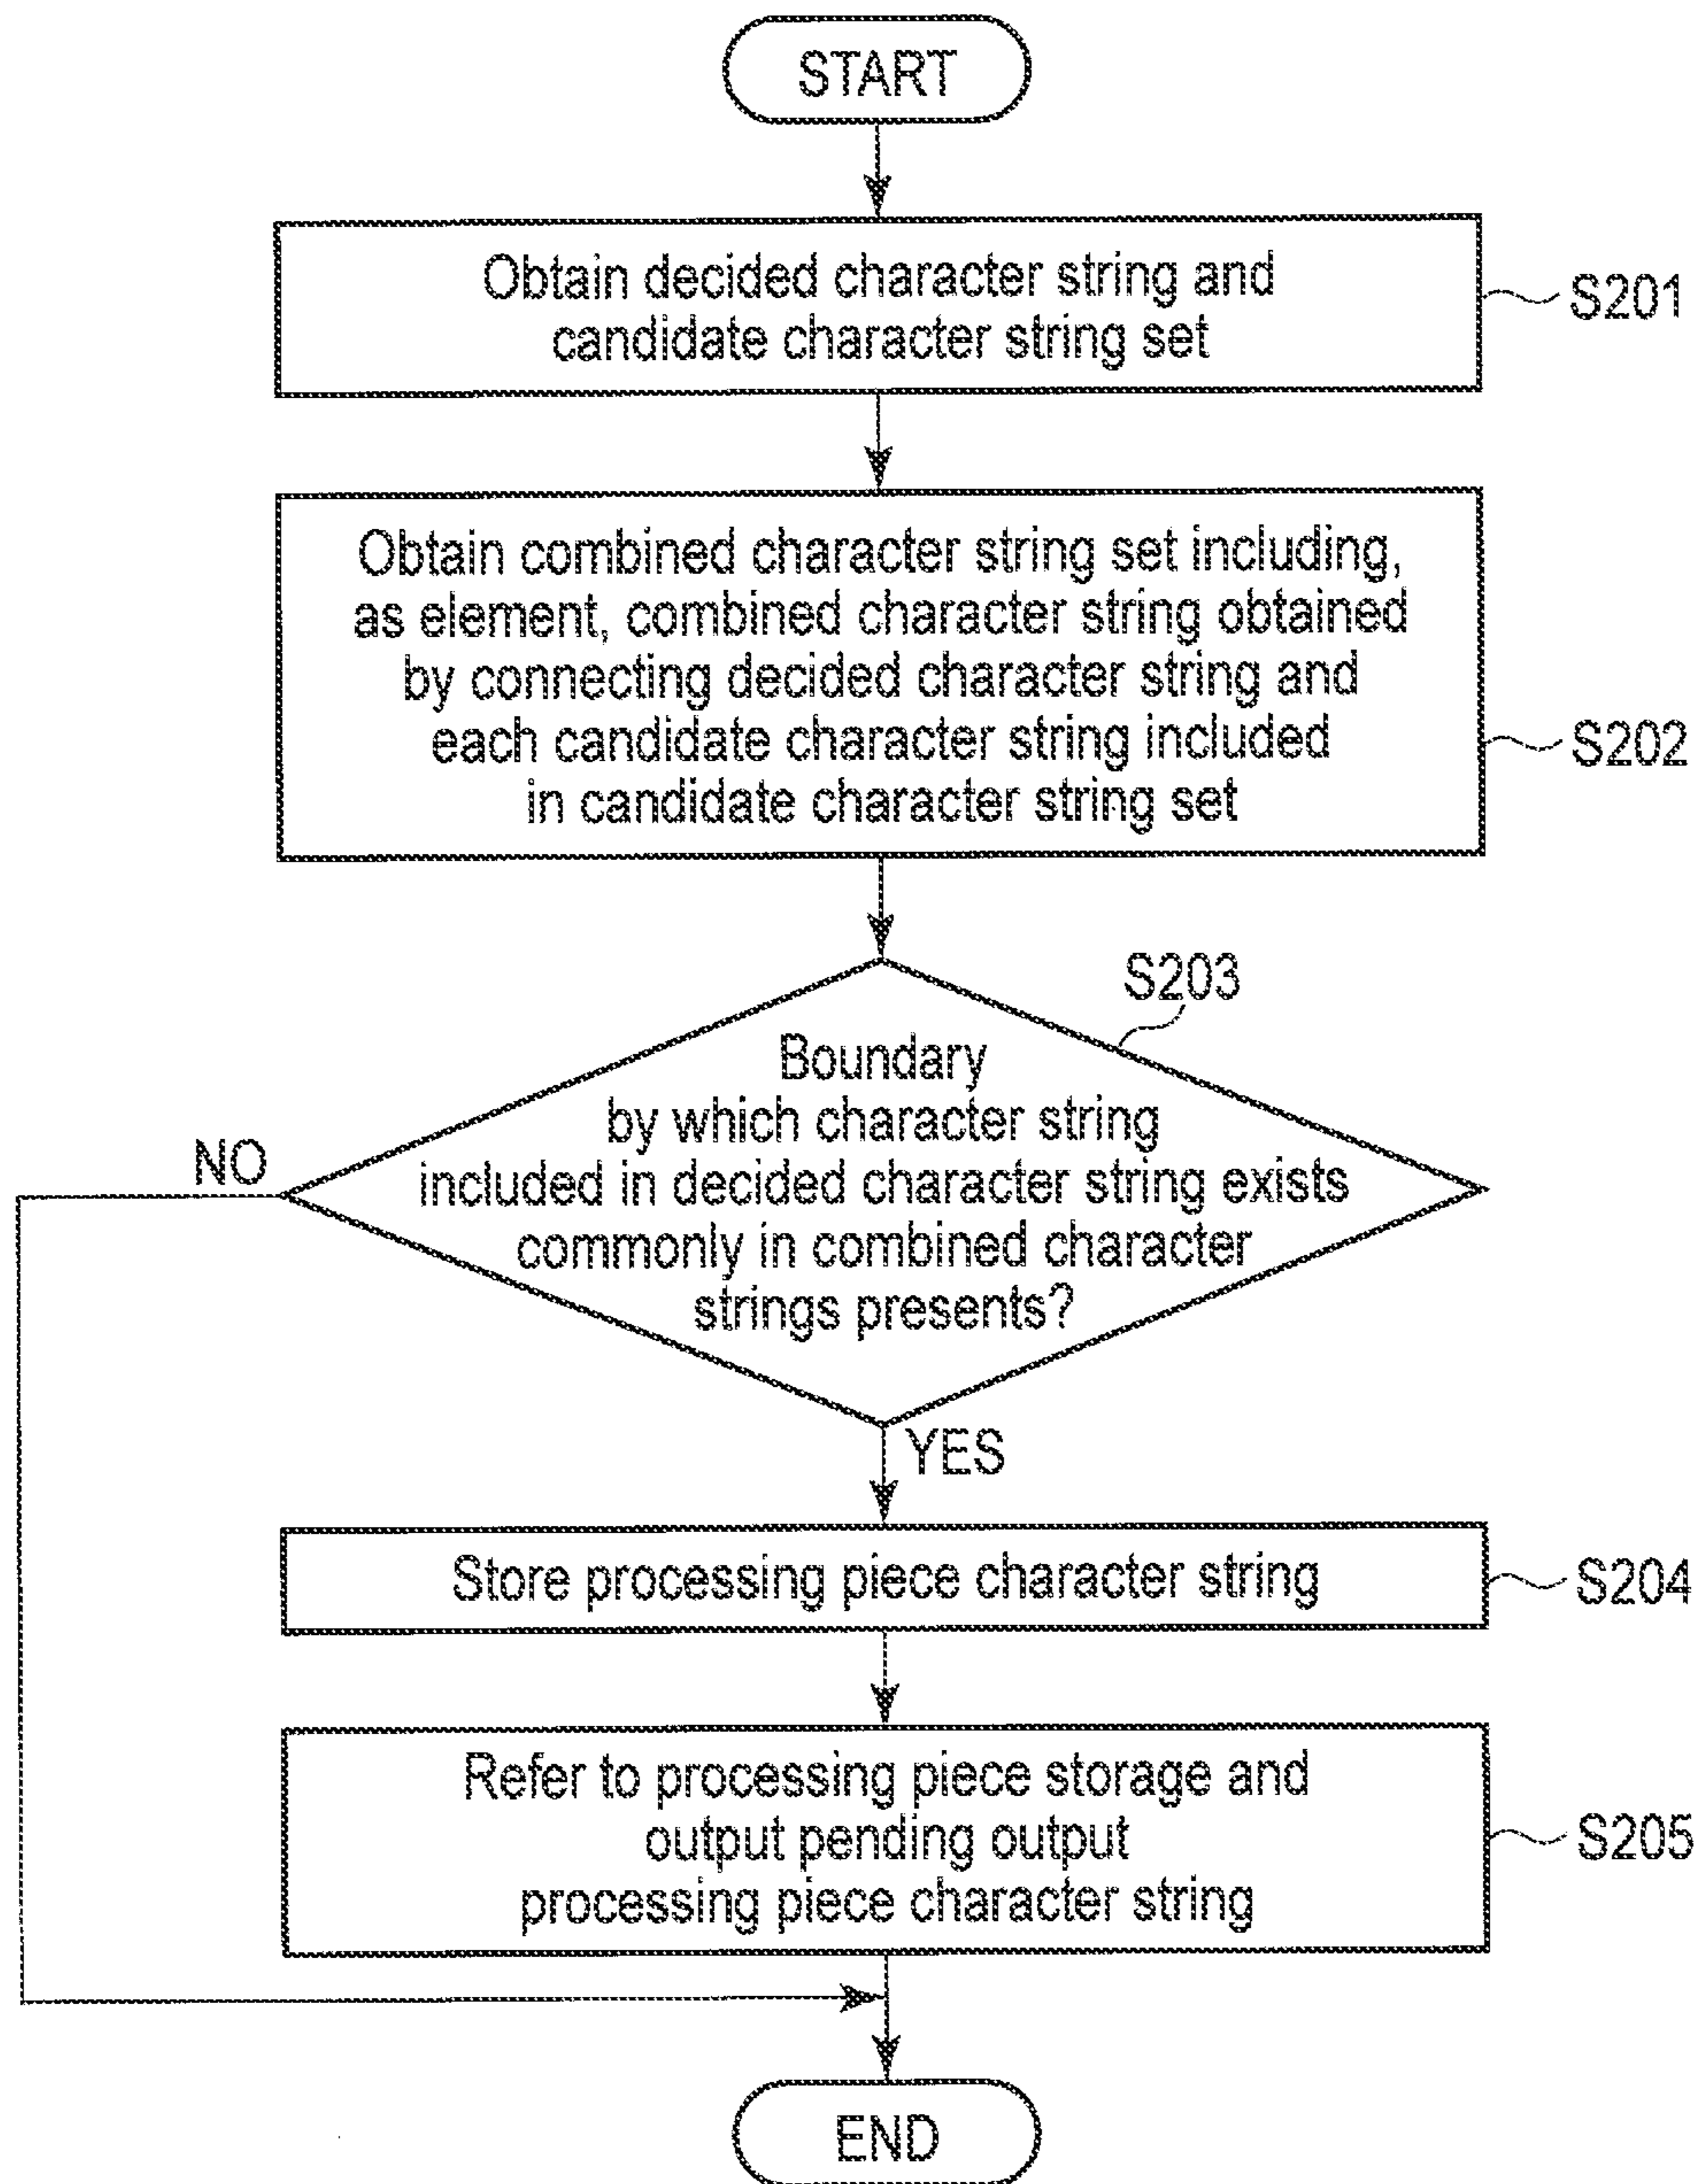 START
Obtain decided character string and
candidate character string set
S201
Obtain combined character string set including,
as element, combined character string obtained
by connecting decided character string and
each candidate character string included
in candidate character string set
S202
S203
Boundary
by which character string
included in decided character string exists
commonly in combined character
strings presents?
NO
YES
Store processing piece character string
S204
Refer to processing piece storage and
output pending output
processing piece character string
S205
END